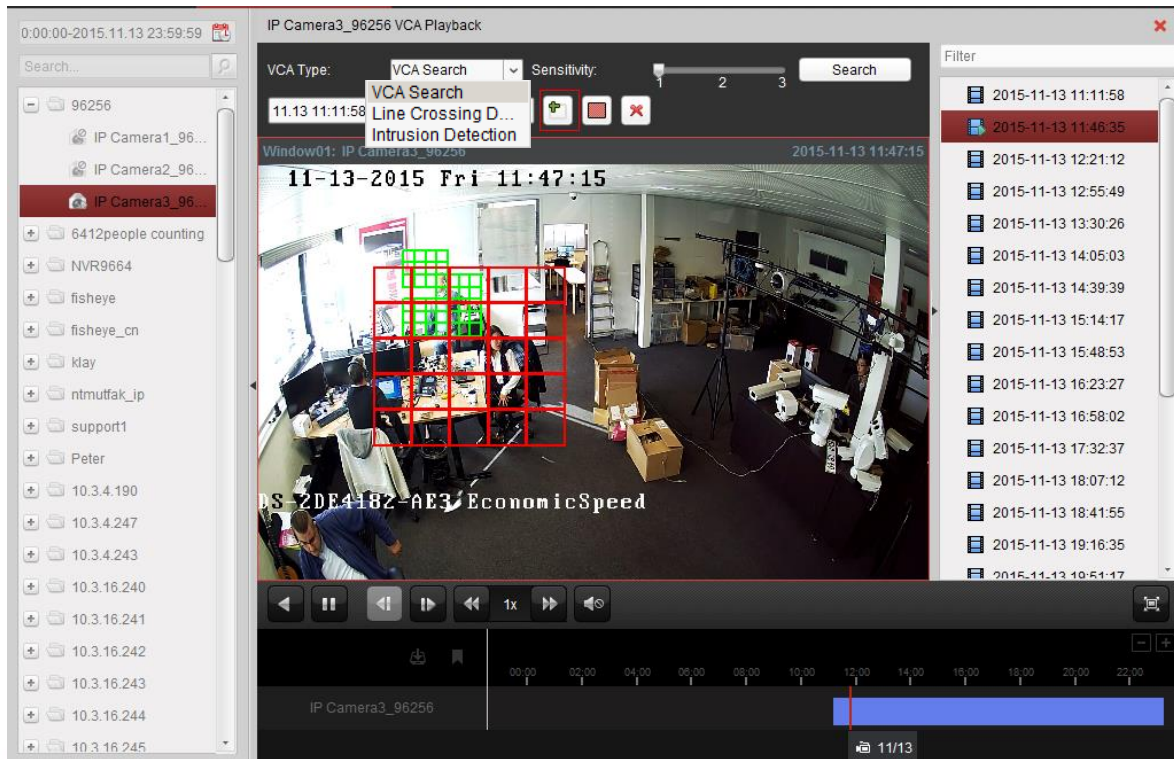 0:00:00-2015.11.13 23:59:59
Search...
96256
IP Camera1_96...
IP Camera2_96...
IP Camera3_96...
6412people counting
NVR9664
fisheye
fisheye_cn
klay
ntmutfak_ip
support1
Peter
10.3.4.190
10.3.4.247
10.3.4.243
10.3.16.240
10.3.16.241
10.3.16.242
10.3.16.243
10.3.16.244
10.3.16.245
IP Camera3_96256 VCA Playback
VCA Type: VCA Search Sensitivity: 1 2 3 Search
VCA Search
Line Crossing D...
Intrusion Detection
11.13 11:11:58
Window01: IP Camera3_96256 2015-11-13 11:47:15
11-13-2015 Fri 11:47:15
DS-2DE4182-AE3/EconomicSpeed
1x
00:00 02:00 04:00 06:00 08:00 10:00 12:00 14:00 16:00 18:00 20:00 22:00
IP Camera3_96256
11/13
Filter
2015-11-13 11:11:58
2015-11-13 11:46:35
2015-11-13 12:21:12
2015-11-13 12:55:49
2015-11-13 13:30:26
2015-11-13 14:05:03
2015-11-13 14:39:39
2015-11-13 15:14:17
2015-11-13 15:48:53
2015-11-13 16:23:27
2015-11-13 16:58:02
2015-11-13 17:32:37
2015-11-13 18:07:12
2015-11-13 18:41:55
2015-11-13 19:16:35
2015-11-13 19:51:17